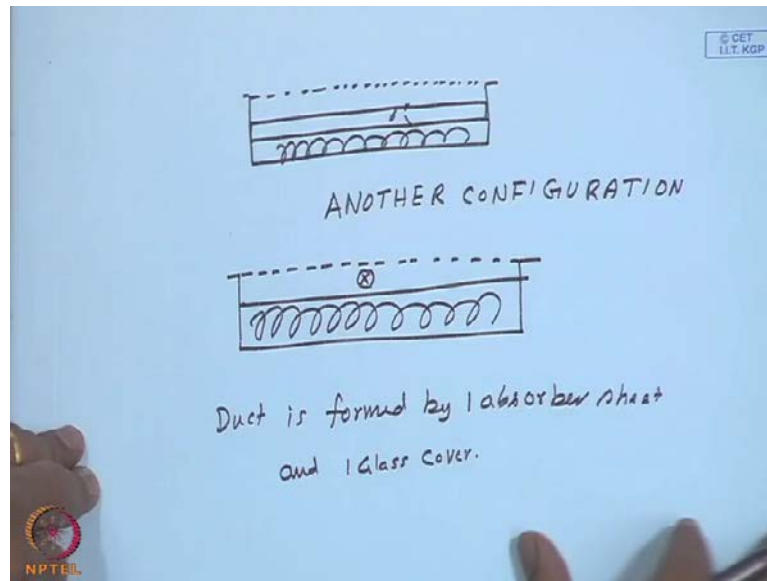 © CET
I.I.T. KGP
ANOTHER CONFIGURATION
Duct is formed by 1 absorber sheet
and 1 Glass cover.
NPTEL